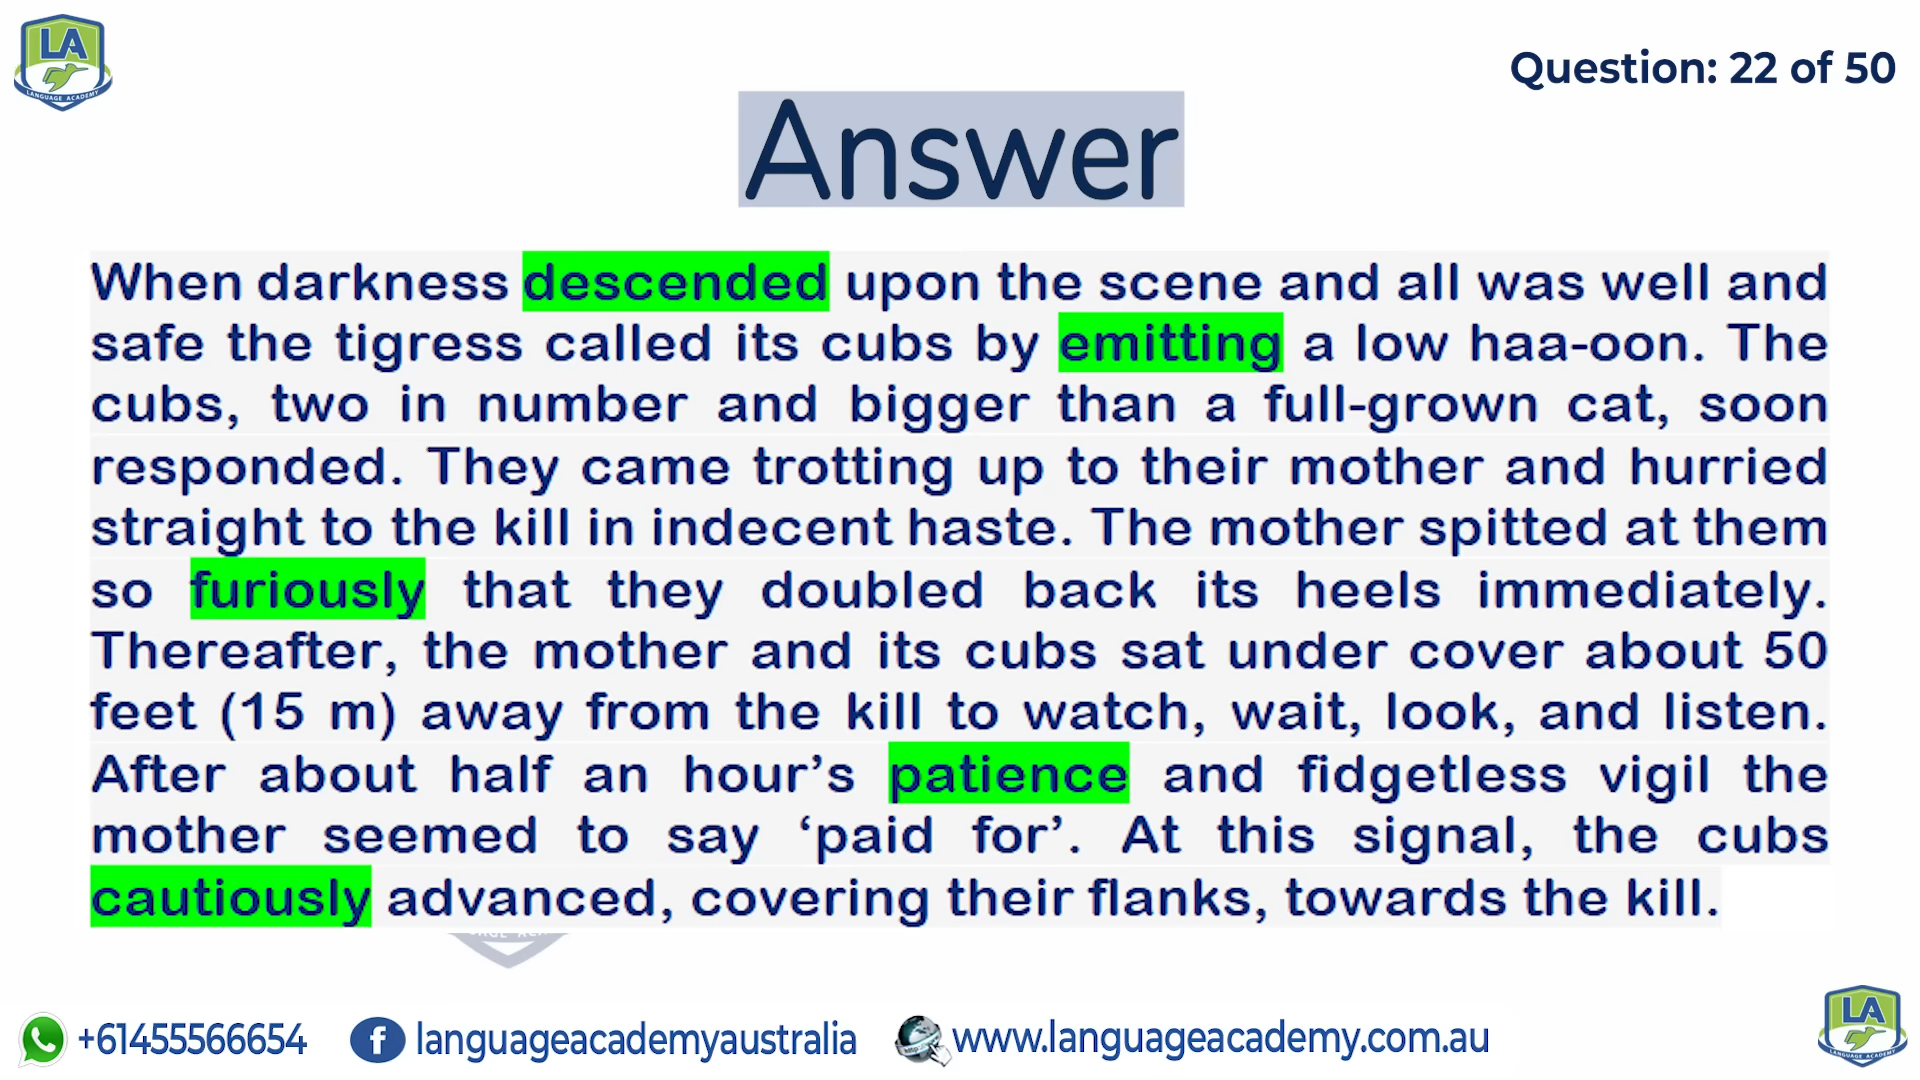 LA
LANGUAGE ACADEMY
Question: 22 of 50
Answer
When darkness descended upon the scene and all was well and
safe the tigress called its cubs by emitting a low haa-oon. The
cubs, two in number and bigger than a full-grown cat, soon
responded. They came trotting up to their mother and hurried
straight to the kill in indecent haste. The mother spitted at them
so furiously that they doubled back its heels immediately.
Thereafter, the mother and its cubs sat under cover about 50
feet (15 m) away from the kill to watch, wait, look, and listen.
After about half an hour’s patience and fidgetless vigil the
mother seemed to say ‘paid for’. At this signal, the cubs
cautiously advanced, covering their flanks, towards the kill.
+61455566654
languageacademyaustralia
www.languageacademy.com.au
LA
LANGUAGE ACADEMY